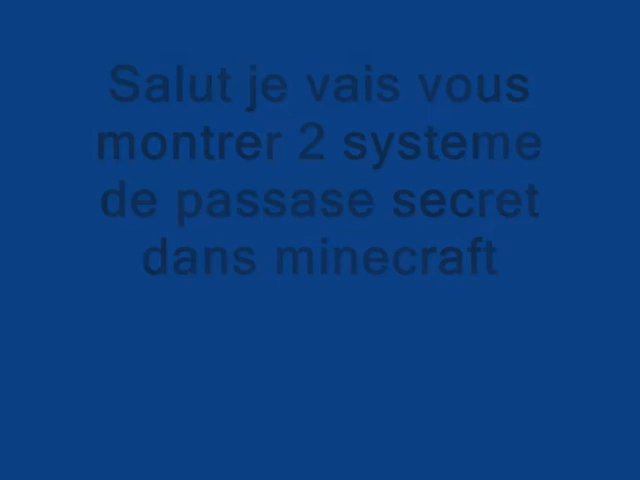 Salut je vais vous
montrer 2 systeme
de passase secret
dans minecraft